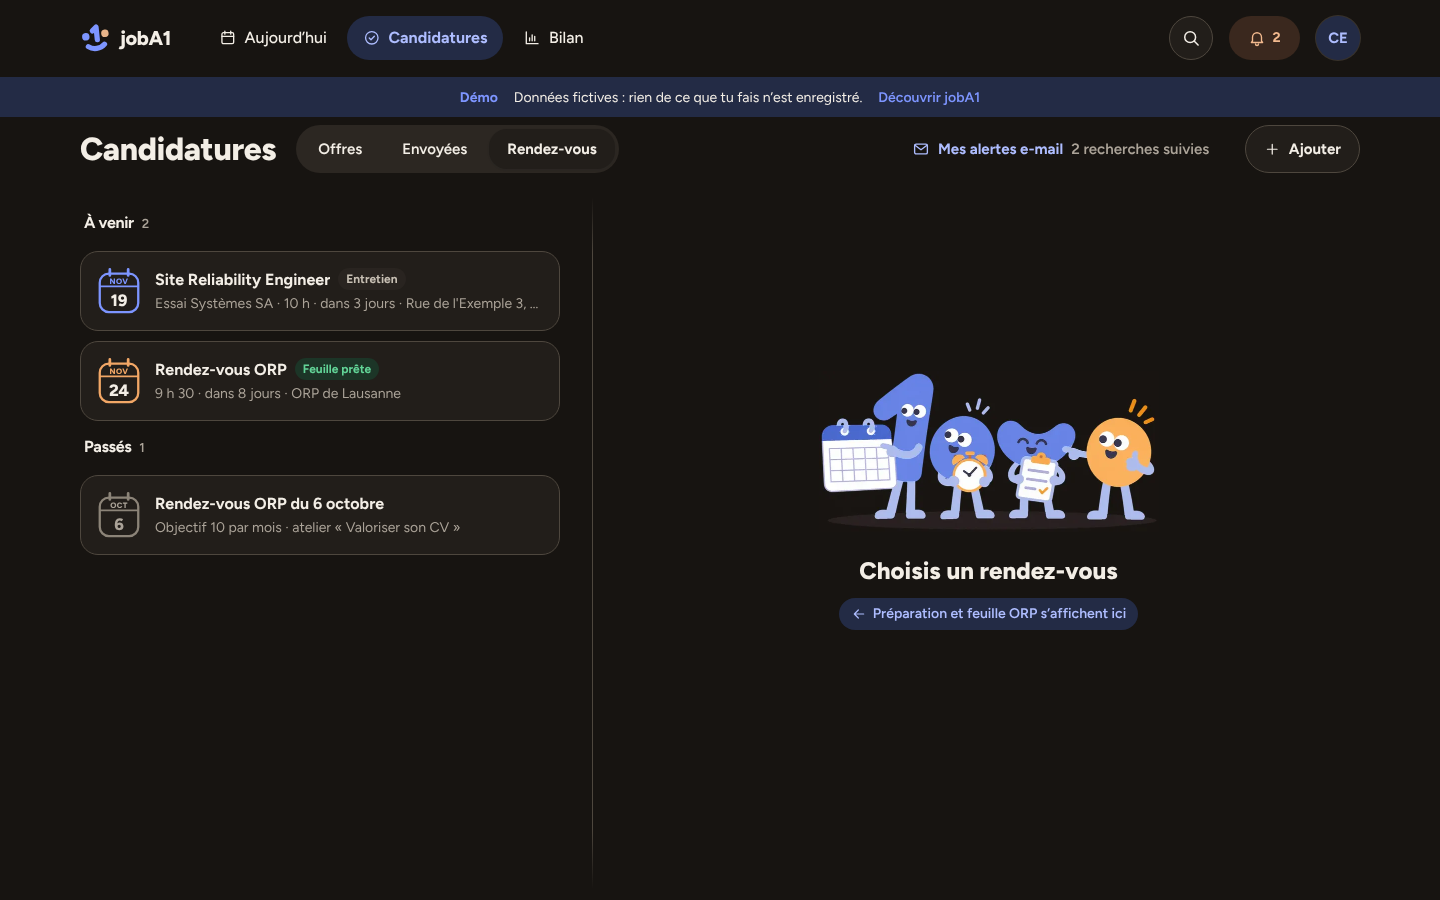 jobA1
Aujourd’hui
Candidatures
Bilan
2
CE
Démo Données fictives : rien de ce que tu fais n’est enregistré. Découvrir jobA1
Candidatures
Offres
Envoyées
Rendez-vous
Mes alertes e-mail 2 recherches suivies
Ajouter
À venir 2
NOV
19
Site Reliability Engineer Entretien
Essai Systèmes SA · 10 h · dans 3 jours · Rue de l'Exemple 3, ...
NOV
24
Rendez-vous ORP Feuille prête
9 h 30 · dans 8 jours · ORP de Lausanne
Passés 1
OCT
6
Rendez-vous ORP du 6 octobre
Objectif 10 par mois · atelier « Valoriser son CV »
Choisis un rendez-vous
Préparation et feuille ORP s’affichent ici